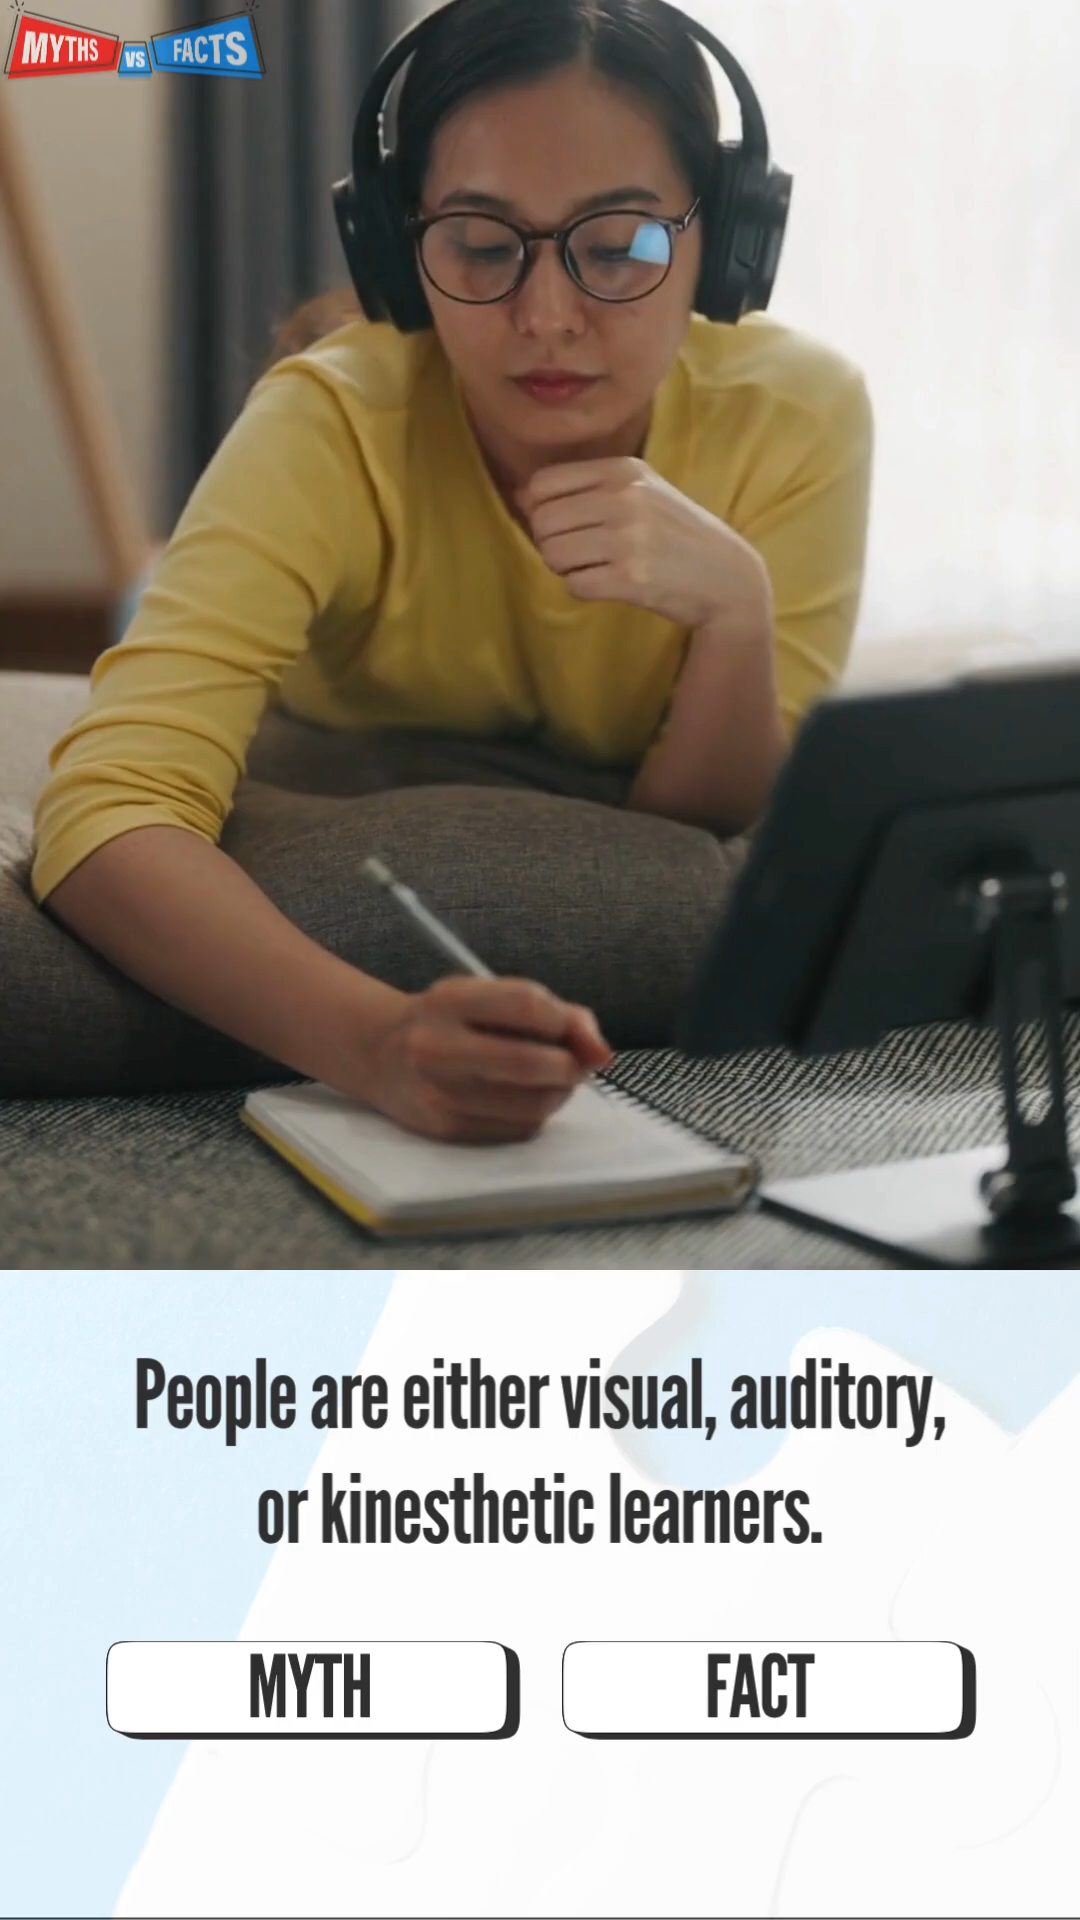 MYTHS VS FACTS
People are either visual, auditory,
or kinesthetic learners.
MYTH
FACT